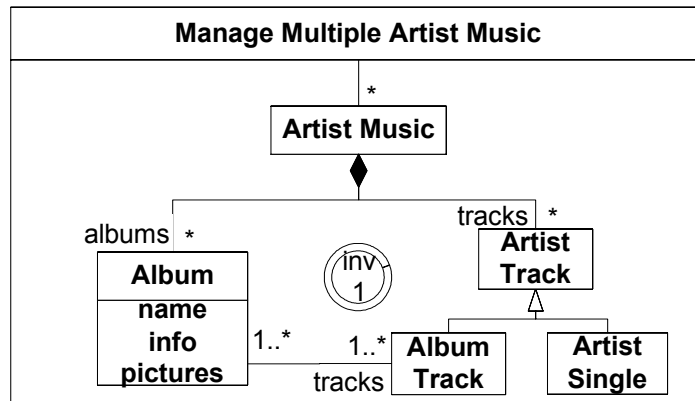 Manage Multiple Artist Music
*
Artist Music
albums *
tracks *
Album
name
info
pictures
inv
1
Artist
Track
1..*
1..*
tracks
Album
Track
Artist
Single